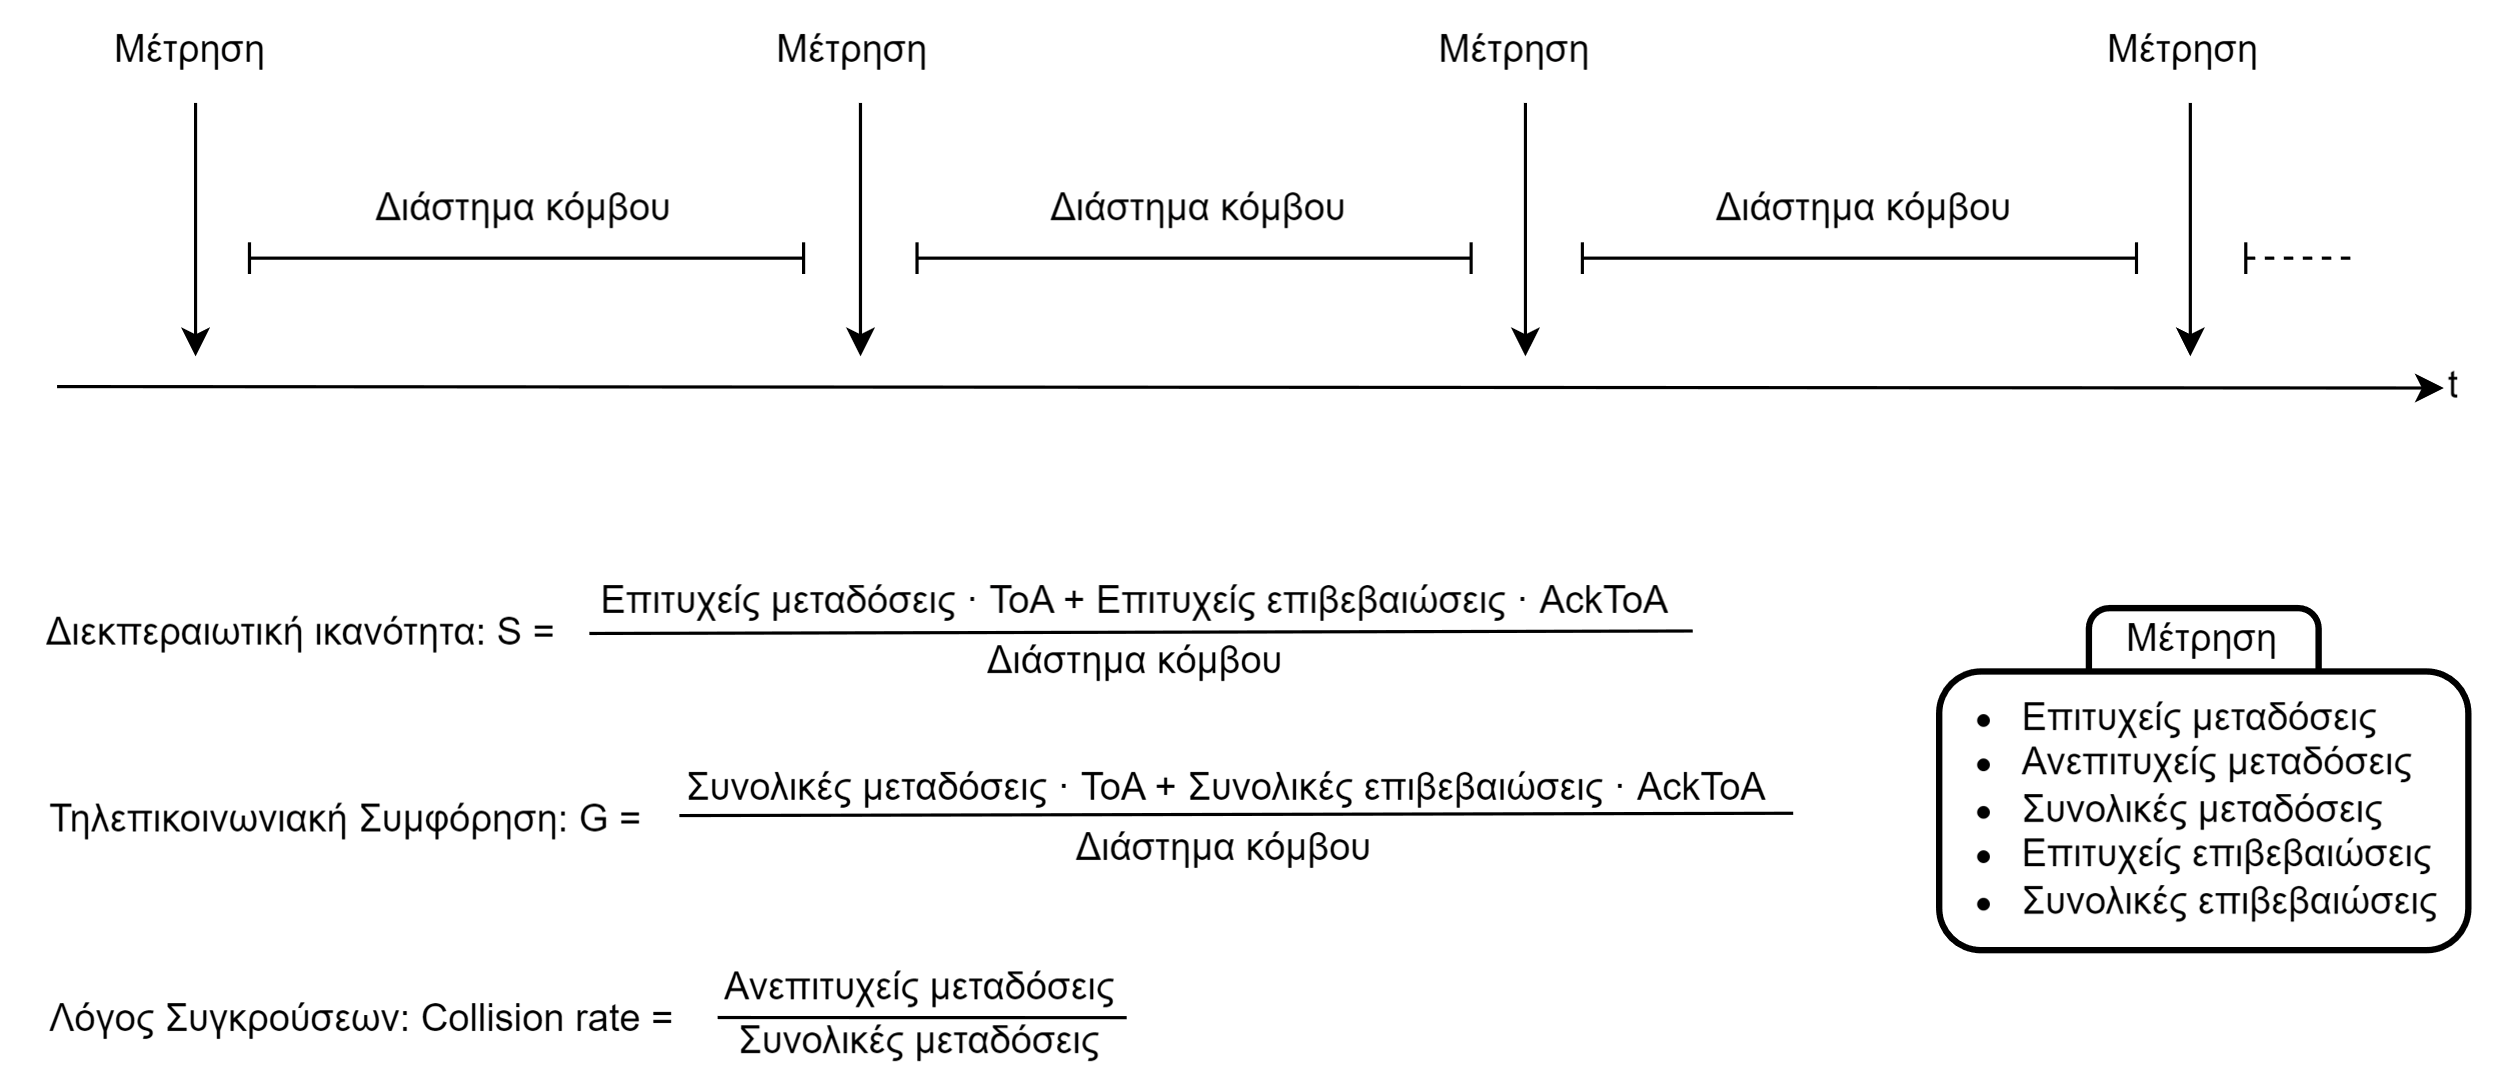 Μέτρηση Μέτρηση Μέτρηση Μέτρηση
Διάστημα κόμβου Διάστημα κόμβου Διάστημα κόμβου
t
Διεκπεραιωτική ικανότητα: S =
Επιτυχείς μεταδόσεις · ToA + Επιτυχείς επιβεβαιώσεις · AckToA
Διάστημα κόμβου
Τηλεπικοινωνιακή Συμφόρηση: G =
Συνολικές μεταδόσεις · ToA + Συνολικές επιβεβαιώσεις · AckToA
Διάστημα κόμβου
Λόγος Συγκρούσεων: Collision rate =
Ανεπιτυχείς μεταδόσεις
Συνολικές μεταδόσεις
Μέτρηση
• Επιτυχείς μεταδόσεις
• Ανεπιτυχείς μεταδόσεις
• Συνολικές μεταδόσεις
• Επιτυχείς επιβεβαιώσεις
• Συνολικές επιβεβαιώσεις